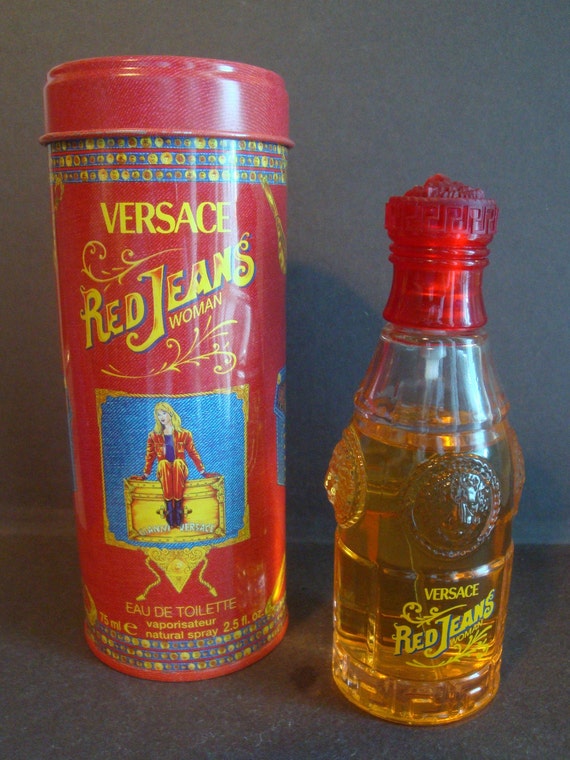 VERSACE
RED JEANS
WOMAN
EAU DE TOILETTE
75 ml e vaporisateur 2.5 fl. oz.
natural spray
VERSACE
RED JEANS
WOMAN